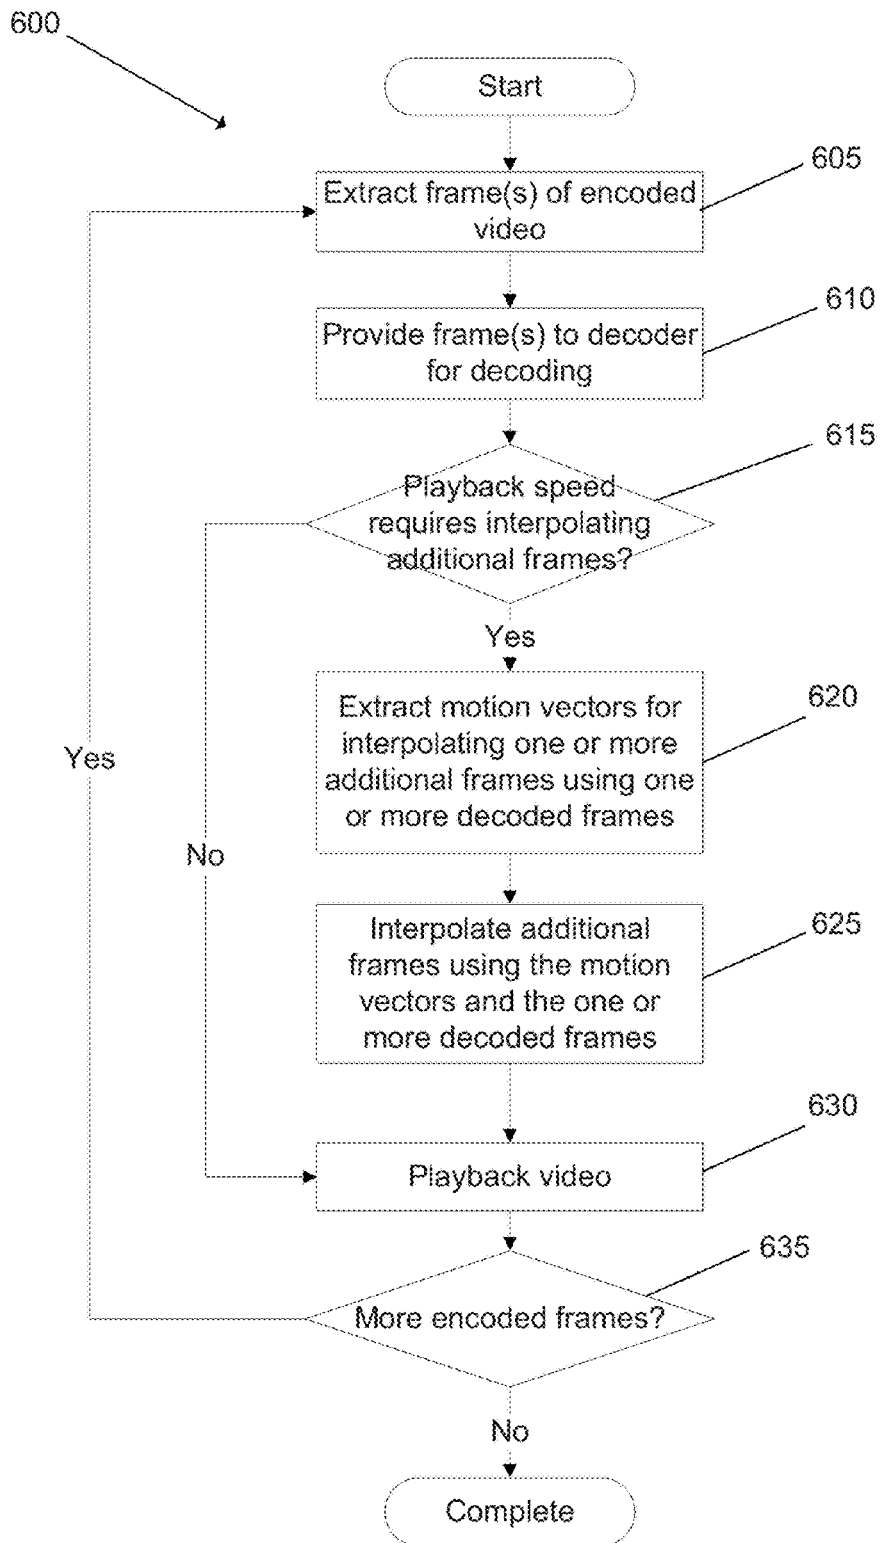 600
Start
605
Extract frame(s) of encoded
video
610
Provide frame(s) to decoder
for decoding
615
Playback speed
requires interpolating
additional frames?
Yes
620
Extract motion vectors for
interpolating one or more
additional frames using one
or more decoded frames
Yes
No
625
Interpolate additional
frames using the motion
vectors and the one or
more decoded frames
630
Playback video
635
More encoded frames?
No
Complete